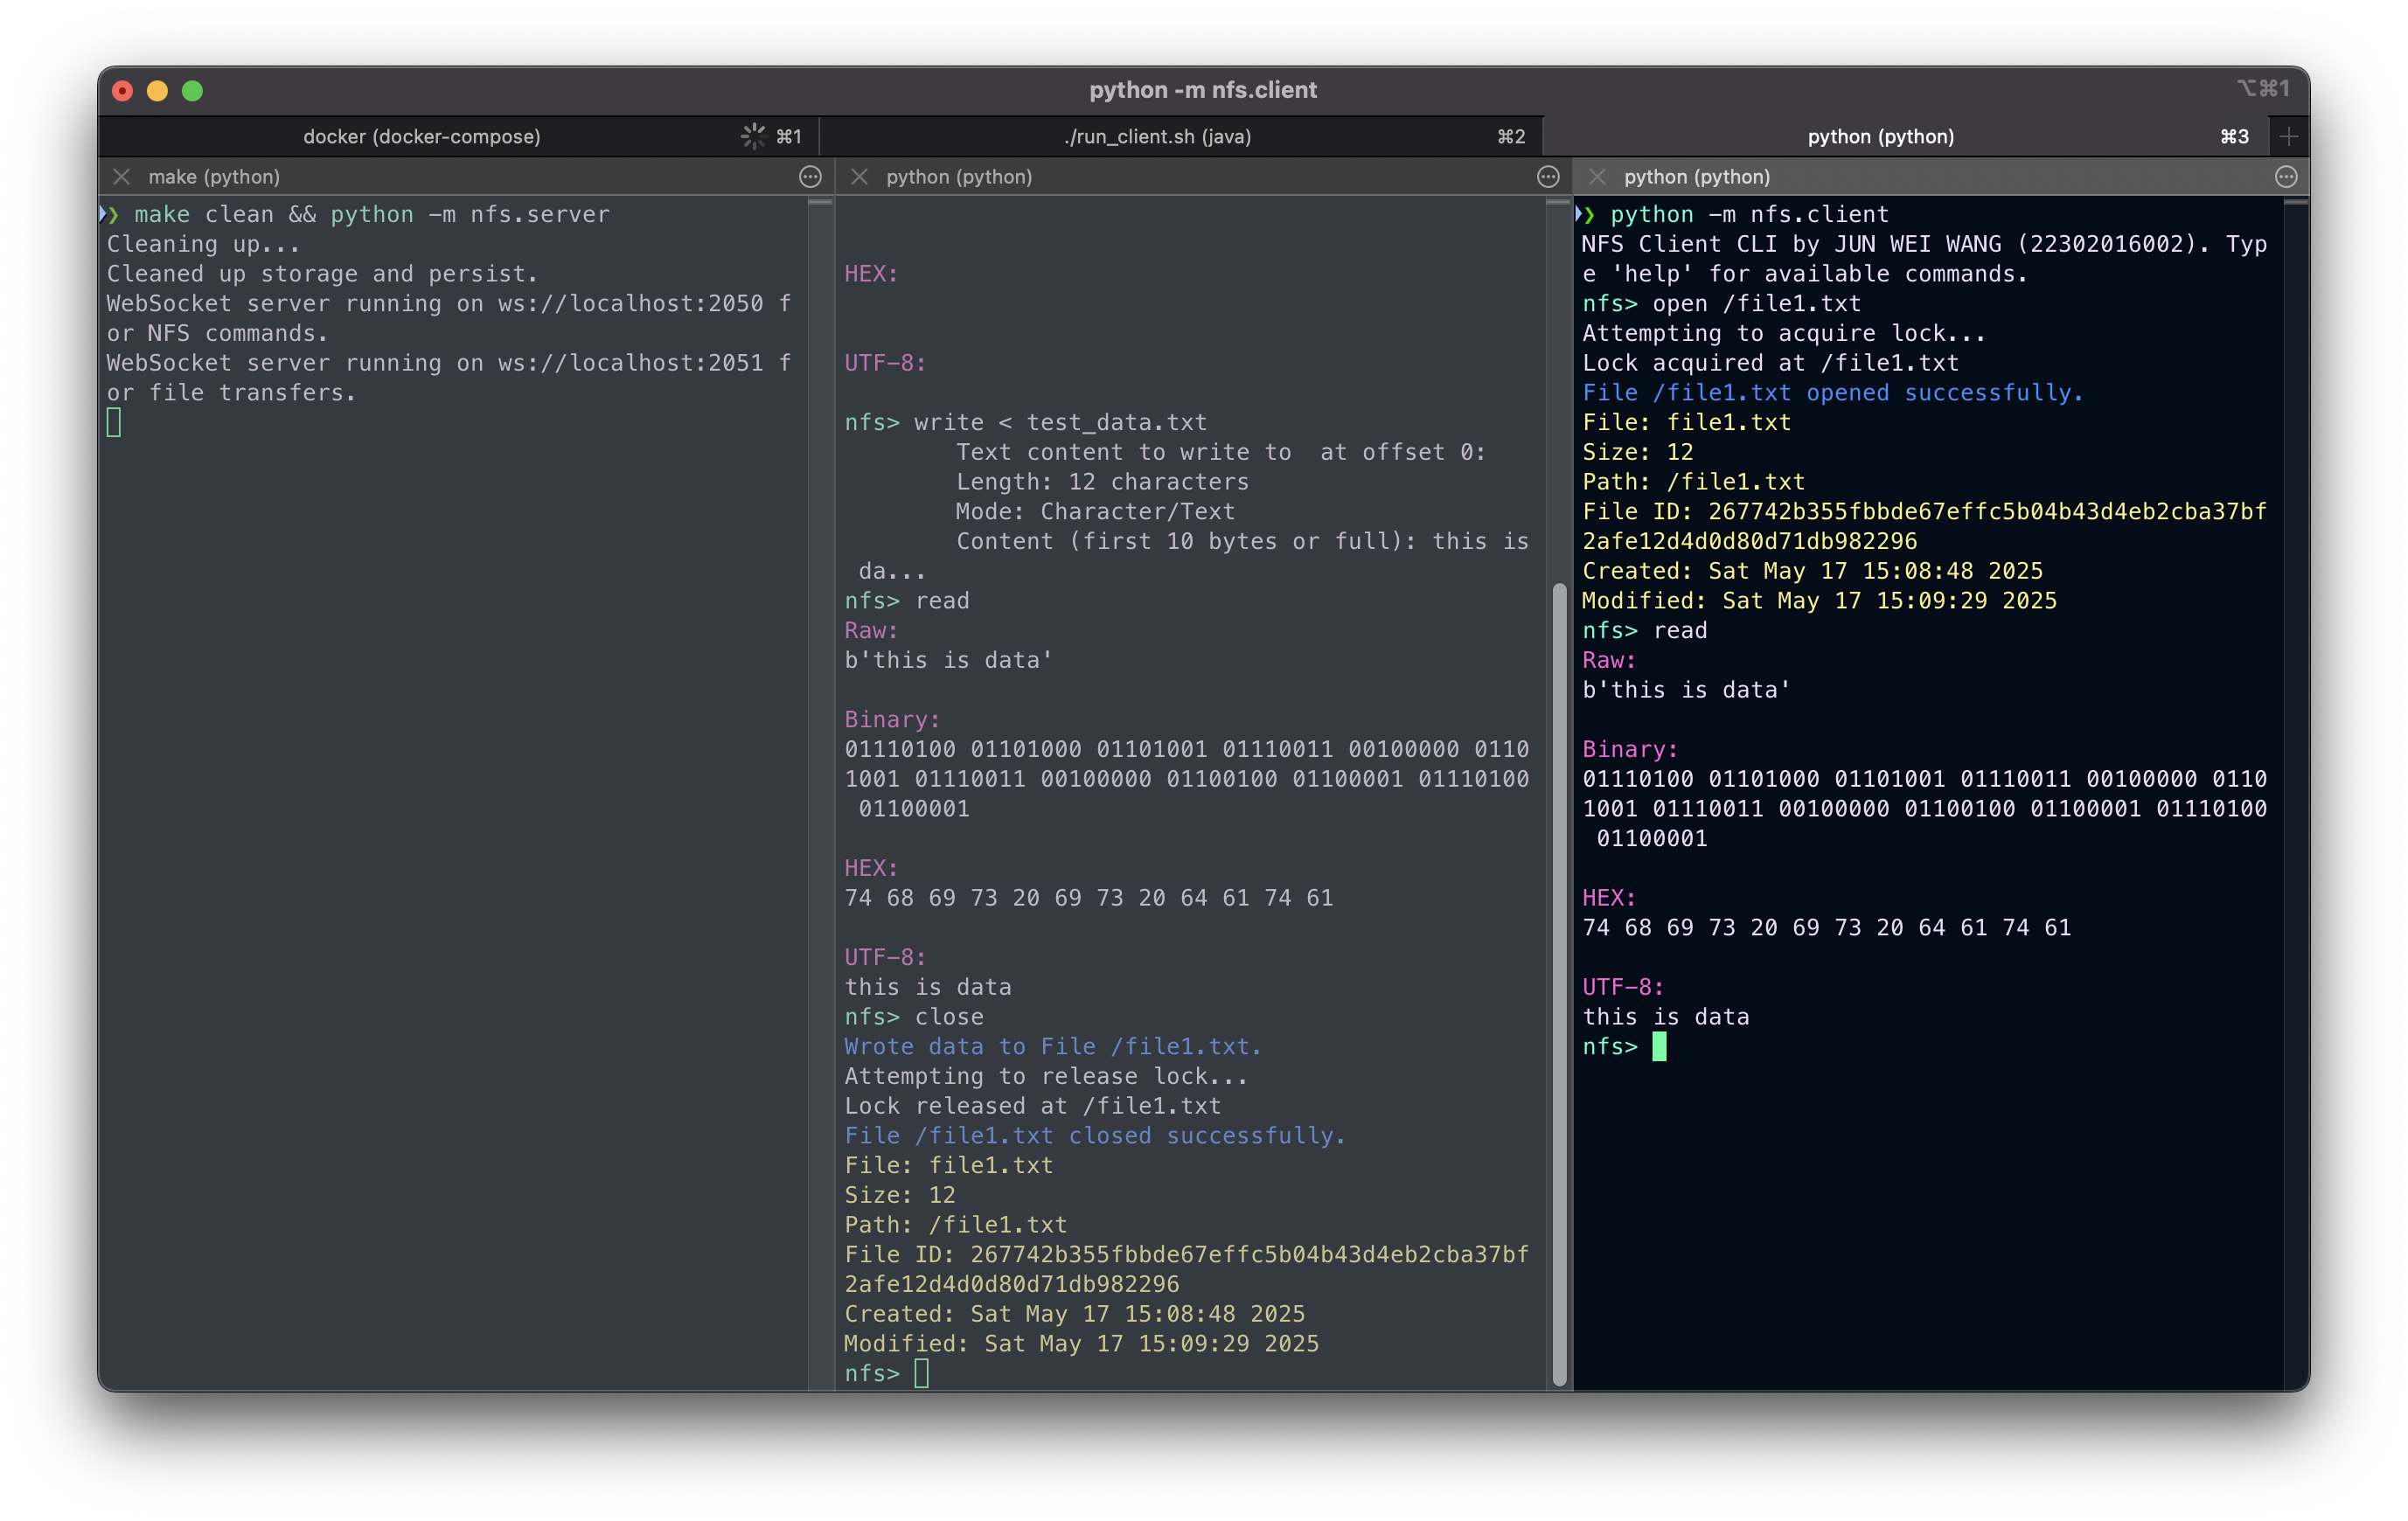 python -m nfs.client
⌥⌘1
docker (docker-compose) ⌘1
./run_client.sh (java) ⌘2
python (python) ⌘3
make (python)
❯ make clean && python -m nfs.server
Cleaning up...
Cleaned up storage and persist.
WebSocket server running on ws://localhost:2050 f
or NFS commands.
WebSocket server running on ws://localhost:2051 f
or file transfers.
python (python)
HEX:
UTF-8:
nfs> write < test_data.txt
Text content to write to  at offset 0:
Length: 12 characters
Mode: Character/Text
Content (first 10 bytes or full): this is
da...
nfs> read
Raw:
b'this is data'
Binary:
01110100 01101000 01101001 01110011 00100000 0110
1001 01110011 00100000 01100100 01100001 01110100
01100001
HEX:
74 68 69 73 20 69 73 20 64 61 74 61
UTF-8:
this is data
nfs> close
Wrote data to File /file1.txt.
Attempting to release lock...
Lock released at /file1.txt
File /file1.txt closed successfully.
File: file1.txt
Size: 12
Path: /file1.txt
File ID: 267742b355fbbde67effc5b04b43d4eb2cba37bf
2afe12d4d0d80d71db982296
Created: Sat May 17 15:08:48 2025
Modified: Sat May 17 15:09:29 2025
nfs>
python (python)
❯ python -m nfs.client
NFS Client CLI by JUN WEI WANG (22302016002). Typ
e 'help' for available commands.
nfs> open /file1.txt
Attempting to acquire lock...
Lock acquired at /file1.txt
File /file1.txt opened successfully.
File: file1.txt
Size: 12
Path: /file1.txt
File ID: 267742b355fbbde67effc5b04b43d4eb2cba37bf
2afe12d4d0d80d71db982296
Created: Sat May 17 15:08:48 2025
Modified: Sat May 17 15:09:29 2025
nfs> read
Raw:
b'this is data'
Binary:
01110100 01101000 01101001 01110011 00100000 0110
1001 01110011 00100000 01100100 01100001 01110100
01100001
HEX:
74 68 69 73 20 69 73 20 64 61 74 61
UTF-8:
this is data
nfs>